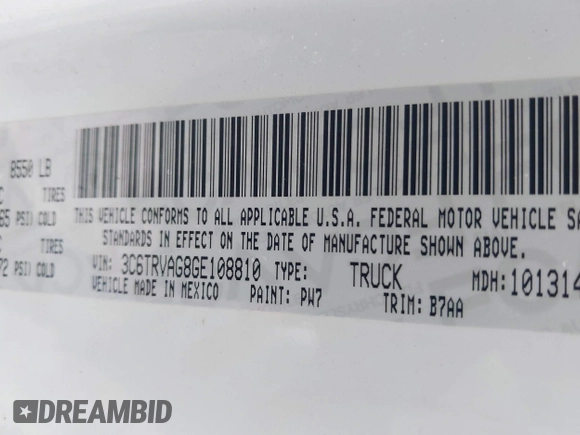 8550 LB
C TIRES
65 PSI/ COLD
C TIRES
72 PSI/ COLD
THIS VEHICLE CONFORMS TO ALL APPLICABLE U.S.A. FEDERAL MOTOR VEHICLE SA
STANDARDS IN EFFECT ON THE DATE OF MANUFACTURE SHOWN ABOVE.
VIN: 3C6TRVAG8GE108810 TYPE: TRUCK MDH:101314
VEHICLE MADE IN MEXICO PAINT: PW7 TRIM: B7AA
DREAMBID